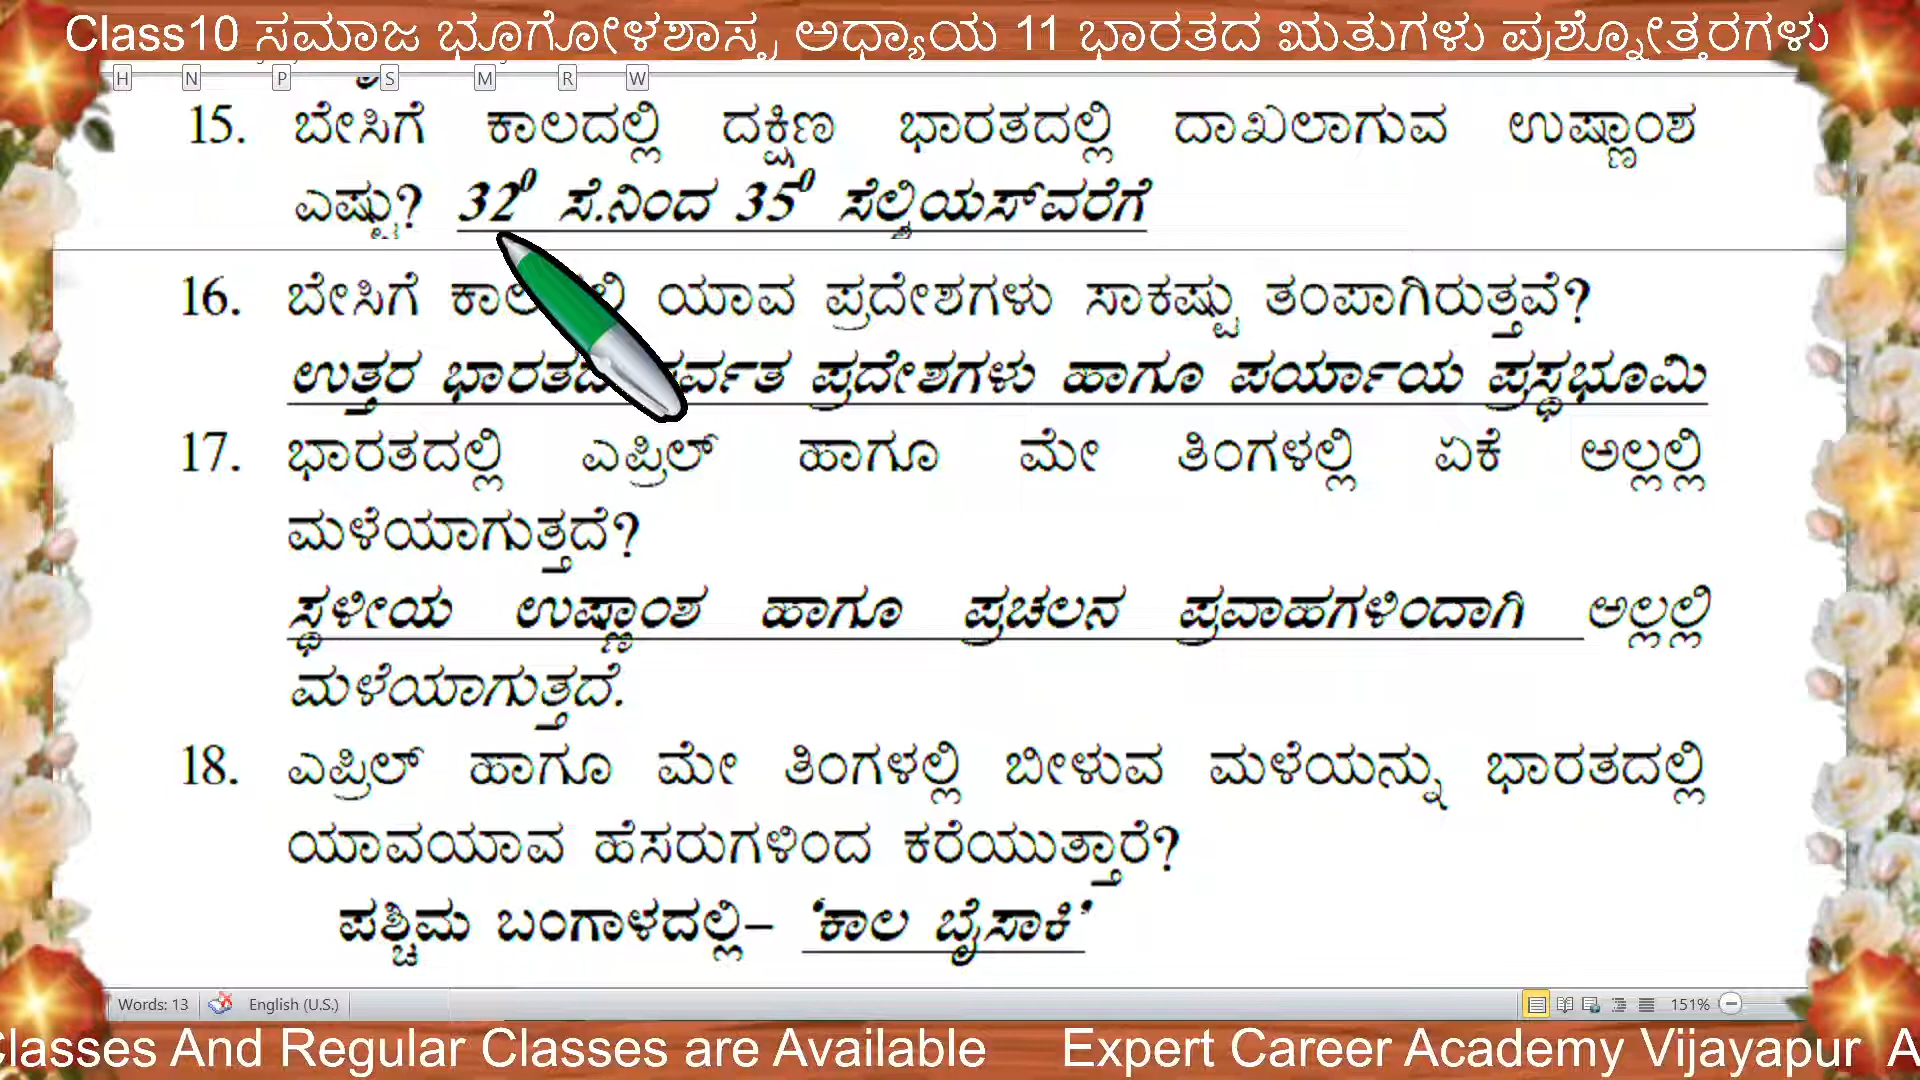 Class10 ಸಮಾಜ ಭೂಗೋಳಶಾಸ್ತ್ರ ಅಧ್ಯಾಯ 11 ಭಾರತದ ಋತುಗಳು ಪ್ರಶ್ನೋತ್ತರಗಳು
H N P S M R W
15. ಬೇಸಿಗೆ ಕಾಲದಲ್ಲಿ ದಕ್ಷಿಣ ಭಾರತದಲ್ಲಿ ದಾಖಲಾಗುವ ಉಷ್ಣಾಂಶ
ಎಷ್ಟು? 32⁰ ಸೆ.ನಿಂದ 35⁰ ಸೆಲ್ಸಿಯಸ್‌ವರೆಗೆ
16. ಬೇಸಿಗೆ ಯಾವ ಪ್ರದೇಶಗಳು ಸಾಕಷ್ಟು ತಂಪಾಗಿರುತ್ತವೆ?
ಉತ್ತರ ಪ್ರದೇಶಗಳು ಹಾಗೂ ಪರ್ಯಾಯ ಪ್ರಸ್ಥಭೂಮಿ
17. ಭಾರತದಲ್ಲಿ ಎಪ್ರಿಲ್ ಹಾಗೂ ಮೇ ತಿಂಗಳಲ್ಲಿ ಏಕೆ ಅಲ್ಲಲ್ಲಿ
ಮಳೆಯಾಗುತ್ತದೆ?
ಸ್ಥಳೀಯ ಉಷ್ಣಾಂಶ ಹಾಗೂ ಪ್ರಚಲನ ಪ್ರವಾಹಗಳಿಂದಾಗಿ ಅಲ್ಲಲ್ಲಿ
ಮಳೆಯಾಗುತ್ತದೆ.
18. ಎಪ್ರಿಲ್ ಹಾಗೂ ಮೇ ತಿಂಗಳಲ್ಲಿ ಬೀಳುವ ಮಳೆಯನ್ನು ಭಾರತದಲ್ಲಿ
ಯಾವಯಾವ ಹೆಸರುಗಳಿಂದ ಕರೆಯುತ್ತಾರೆ?
ಪಶ್ಚಿಮ ಬಂಗಾಳದಲ್ಲಿ– ‘ಕಾಲ ಬೈಸಾಕಿ’
Words: 13 English (U.S.) 151%
Classes And Regular Classes are Available Expert Career Academy Vijayapur A